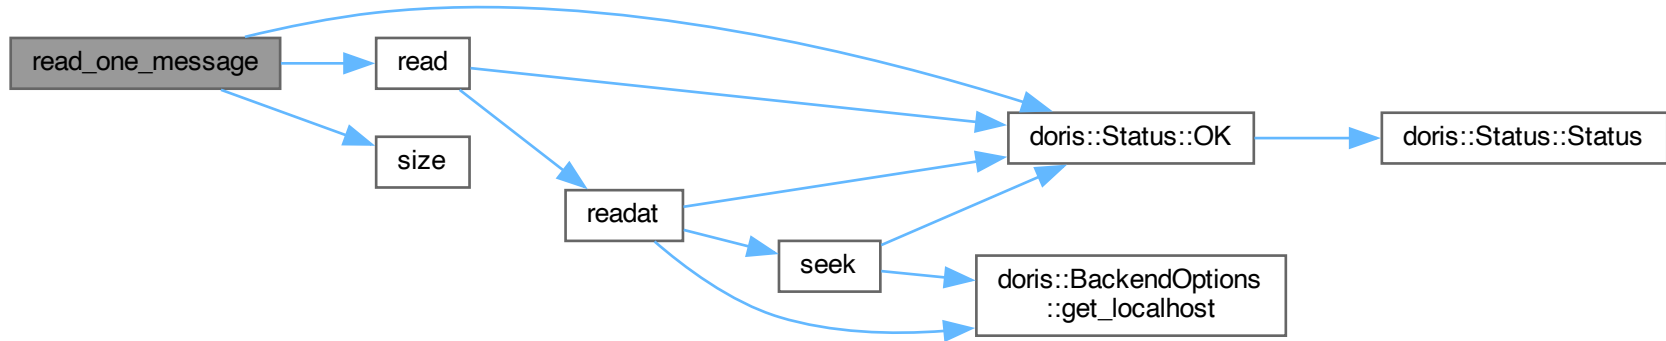 read_one_message
read
size
readat
seek
doris::Status::OK
doris::BackendOptions
::get_localhost
doris::Status::Status